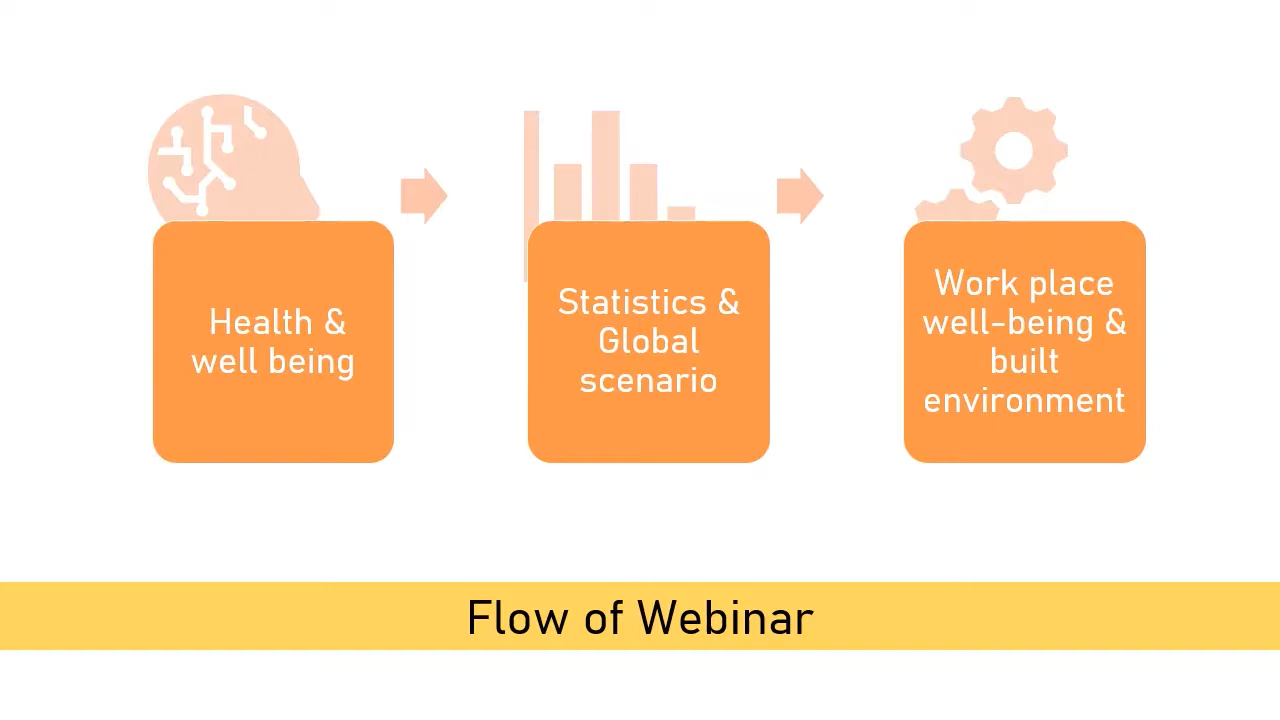 Health &
well being
Statistics &
Global
scenario
Work place
well-being &
built
environment
Flow of Webinar